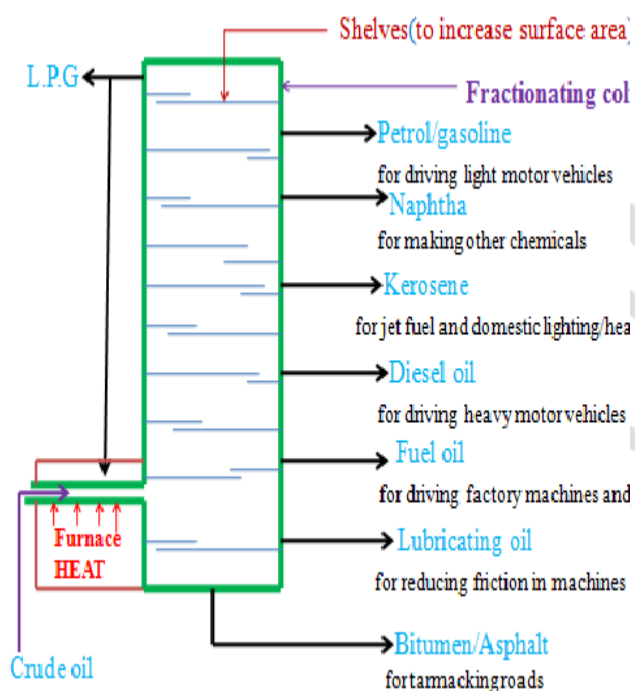 Shelves(to increase surface area)
L.P.G
Fractionating col
Petrol/gasoline
for driving light motor vehicles
Naphtha
for making other chemicals
Kerosene
for jet fuel and domestic lighting/hea
Diesel oil
for driving heavy motor vehicles
Fuel oil
for driving factory machines and
Furnace
HEAT
Lubricating oil
for reducing friction in machines
Bitumen/Asphalt
for tarmacking roads
Crude oil